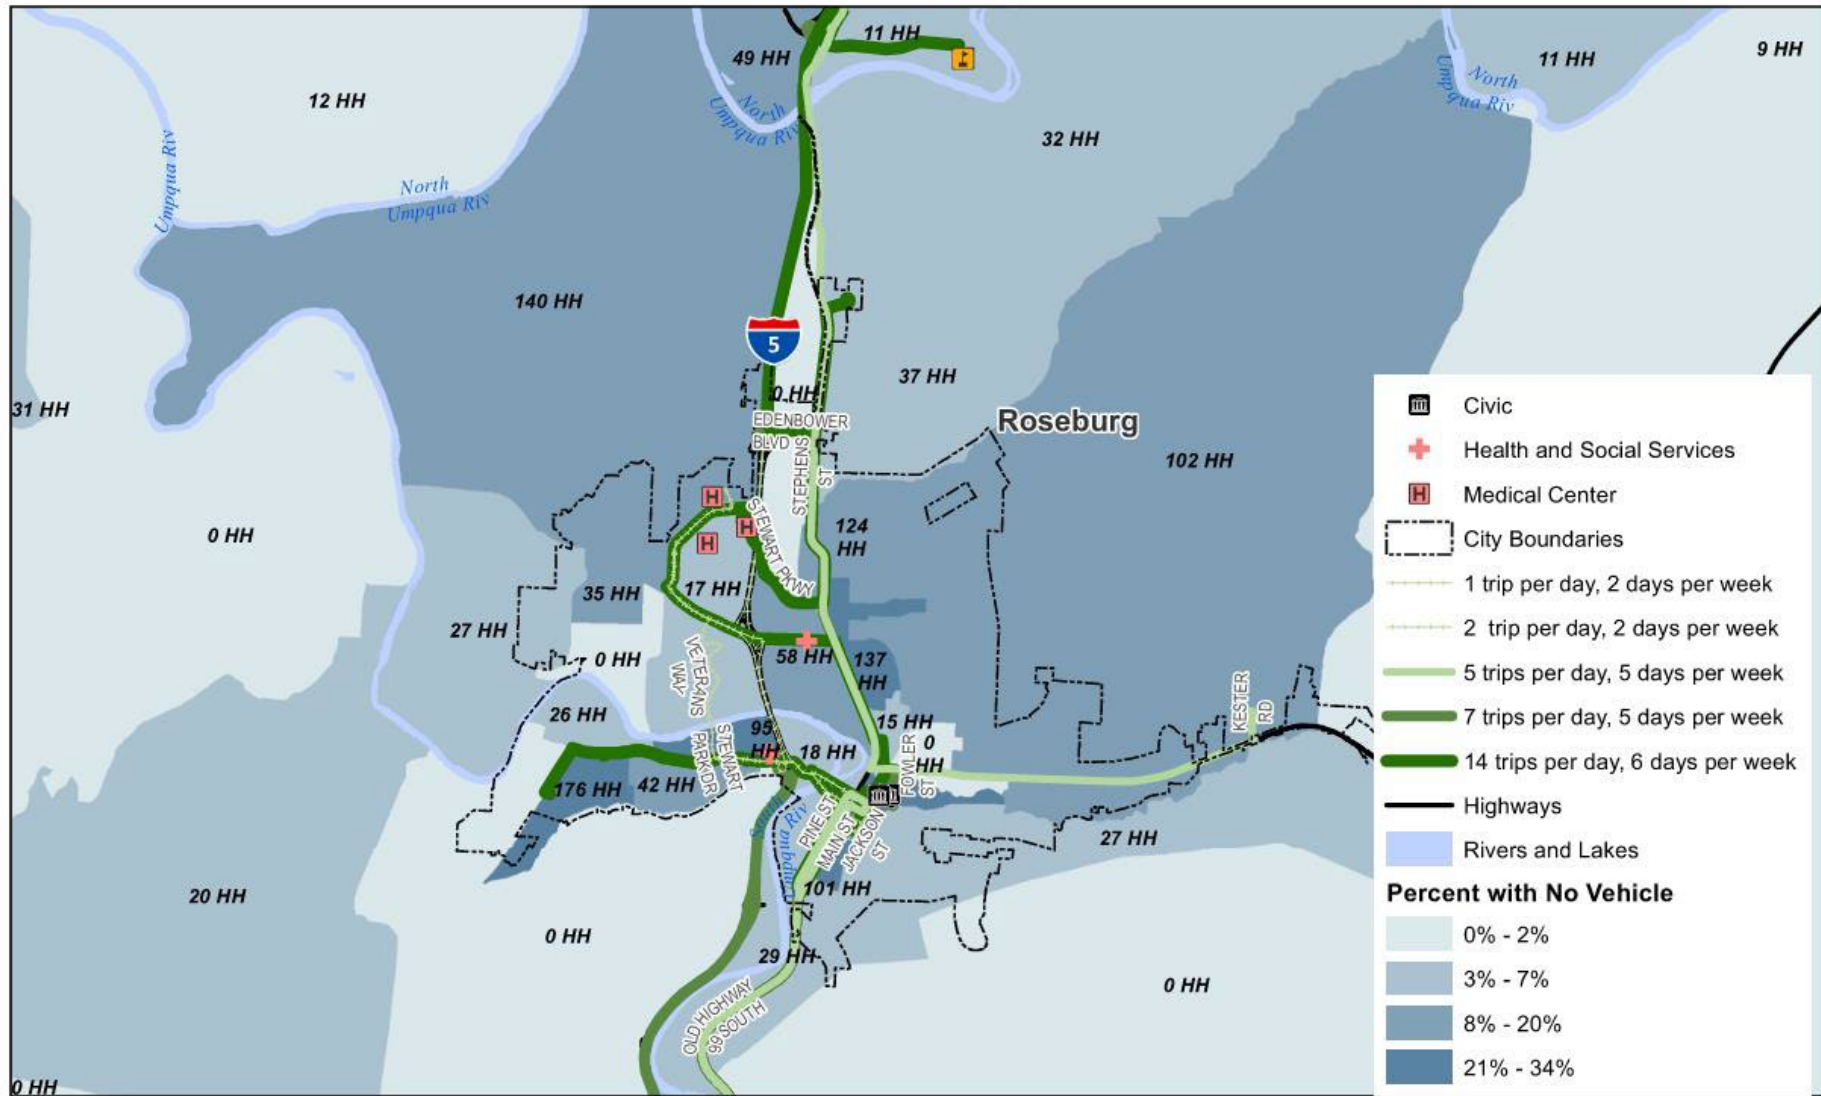 11 HH
49 HH
9 HH
11 HH
12 HH
North
Umpqua Riv
North
Umpqua Riv
32 HH
Umpqua Riv
North
Umpqua Riv
140 HH
5
37 HH
0 HH
31 HH
EDENBOWER
BLVD
Roseburg
STEPHENS
ST
102 HH
H
H
H
STEWART PKWY
124
HH
0 HH
17 HH
35 HH
27 HH
0 HH
58 HH
137
HH
VETERANS
WAY
26 HH
95
HH
18 HH
15 HH
0
HH
FOWLER
ST
KESTER
RD
STEWART
PARK DR
176 HH
42 HH
South
Umpqua Riv
PINE ST
MAIN ST
JACKSON
ST
27 HH
101 HH
20 HH
0 HH
29 HH
0 HH
OLD HIGHWAY
99 SOUTH
0 HH
Civic
Health and Social Services
H Medical Center
City Boundaries
1 trip per day, 2 days per week
2 trip per day, 2 days per week
5 trips per day, 5 days per week
7 trips per day, 5 days per week
14 trips per day, 6 days per week
Highways
Rivers and Lakes
Percent with No Vehicle
0% - 2%
3% - 7%
8% - 20%
21% - 34%